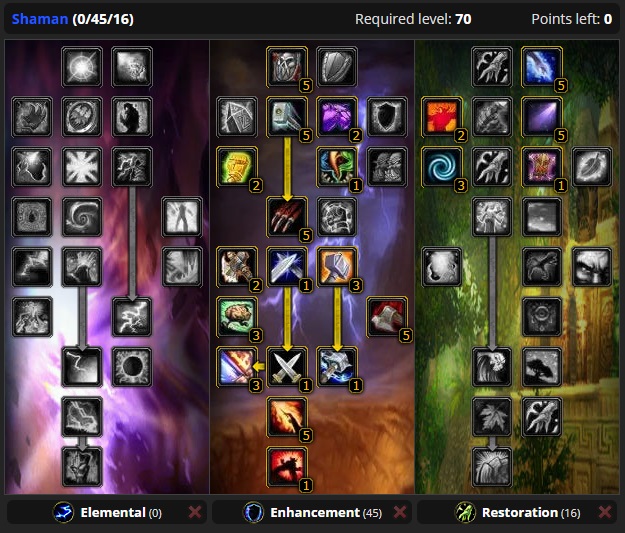 Shaman (0/45/16) Required level: 70 Points left: 0
5 5
5 2 2 5
2 1 3 1
5
2 1 3
3 5
3 1 1
5
1
Elemental (0) Enhancement (45) Restoration (16)